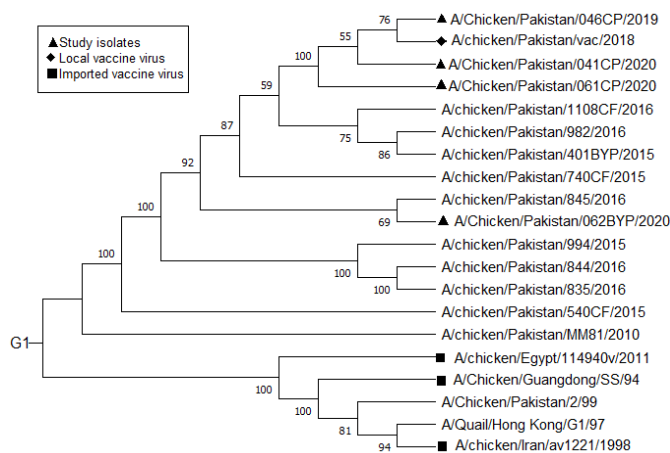 Study isolates
Local vaccine virus
Imported vaccine virus
76
A/Chicken/Pakistan/046CP/2019
55
A/chicken/Pakistan/vac/2018
100
A/Chicken/Pakistan/041CP/2020
59
A/Chicken/Pakistan/061CP/2020
87
A/chicken/Pakistan/1108CF/2016
75
A/chicken/Pakistan/982/2016
92
86
A/chicken/Pakistan/401BYP/2015
A/chicken/Pakistan/740CF/2015
A/chicken/Pakistan/845/2016
100
69
A/Chicken/Pakistan/062BYP/2020
A/chicken/Pakistan/994/2015
100
100
A/chicken/Pakistan/844/2016
100
A/chicken/Pakistan/835/2016
A/chicken/Pakistan/540CF/2015
A/chicken/Pakistan/MM81/2010
G1
A/chicken/Egypt/114940v/2011
100
A/Chicken/Guangdong/SS/94
100
A/Chicken/Pakistan/2/99
81
A/Quail/Hong Kong/G1/97
94
A/chicken/Iran/av1221/1998